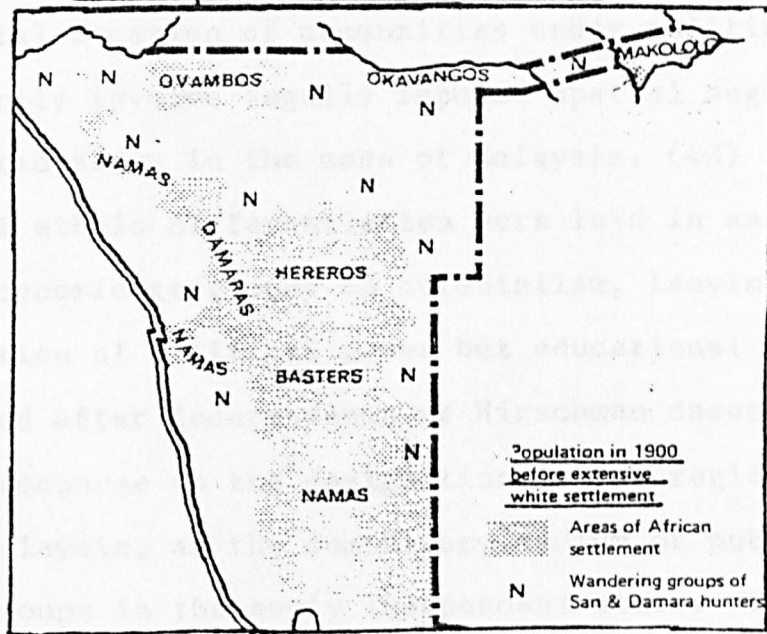 N N OVAMBOS N OKAVANGOS N MAKOLOLO
N
NAMAS N
N N
DAMARAS
N
HEREROS
N
NAMAS
BASTERS N
N
Population in 1900
before extensive
white settlement
N
NAMAS
Areas of African
settlement
N Wandering groups of
San & Damara hunters